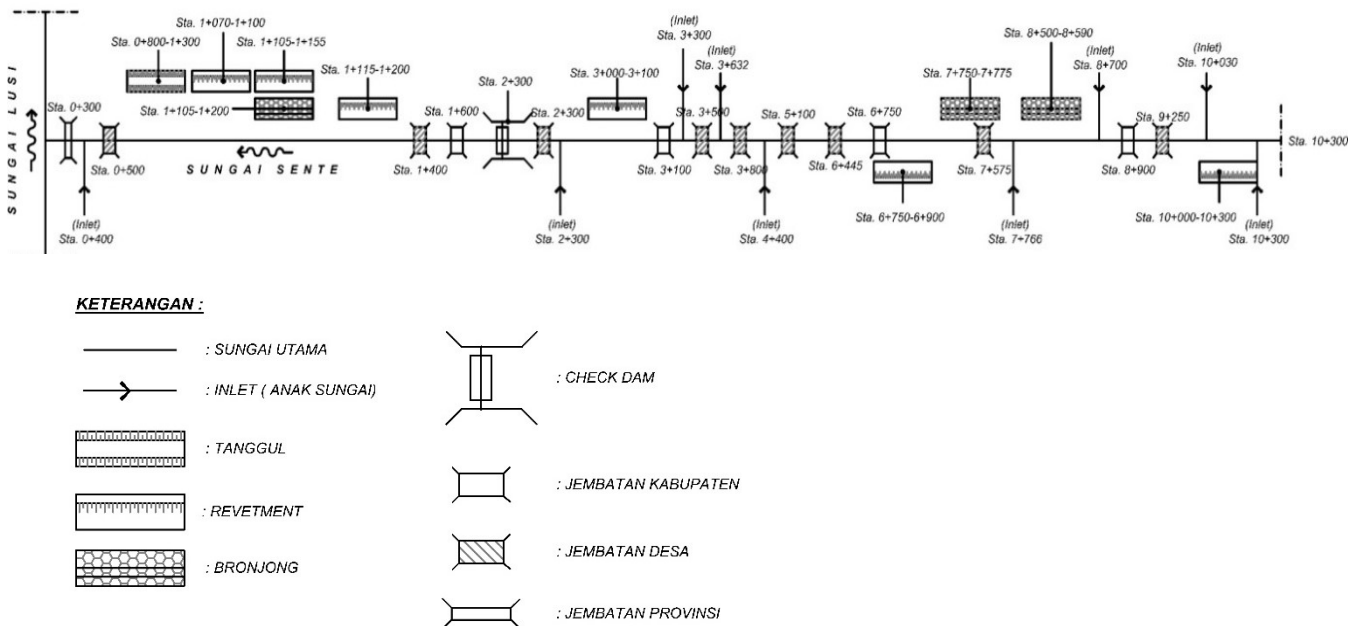 Sta. 1+070-1+100
Sta. 0+800-1+300
Sta. 1+105-1+155
Sta. 1+115-1+200
Sta. 1+105-1+200
(Inlet)
Sta. 3+300
(Inlet)
Sta. 3+632
Sta. 3+000-3+100
Sta. 2+300
Sta. 8+500-8+590
Sta. 7+750-7+775
(Inlet)
Sta. 8+700
(Inlet)
Sta. 10+030
SUNGAI LUSI
Sta. 0+300
Sta. 1+600
Sta. 2+300
Sta. 3+500
Sta. 5+100
Sta. 6+750
Sta. 9+250
Sta. 10+300
Sta. 0+500
SUNGAI SENTE
Sta. 1+400
Sta. 3+100
Sta. 3+800
Sta. 6+445
Sta. 7+575
Sta. 8+900
(Inlet)
Sta. 0+400
(inlet)
Sta. 2+300
(Inlet)
Sta. 4+400
Sta. 6+750-6+900
(Inlet)
Sta. 7+766
Sta. 10+000-10+300
(Inlet)
Sta. 10+300
KETERANGAN :
: SUNGAI UTAMA
: INLET ( ANAK SUNGAI)
: TANGGUL
: REVETMENT
: BRONJONG
: CHECK DAM
: JEMBATAN KABUPATEN
: JEMBATAN DESA
: JEMBATAN PROVINSI